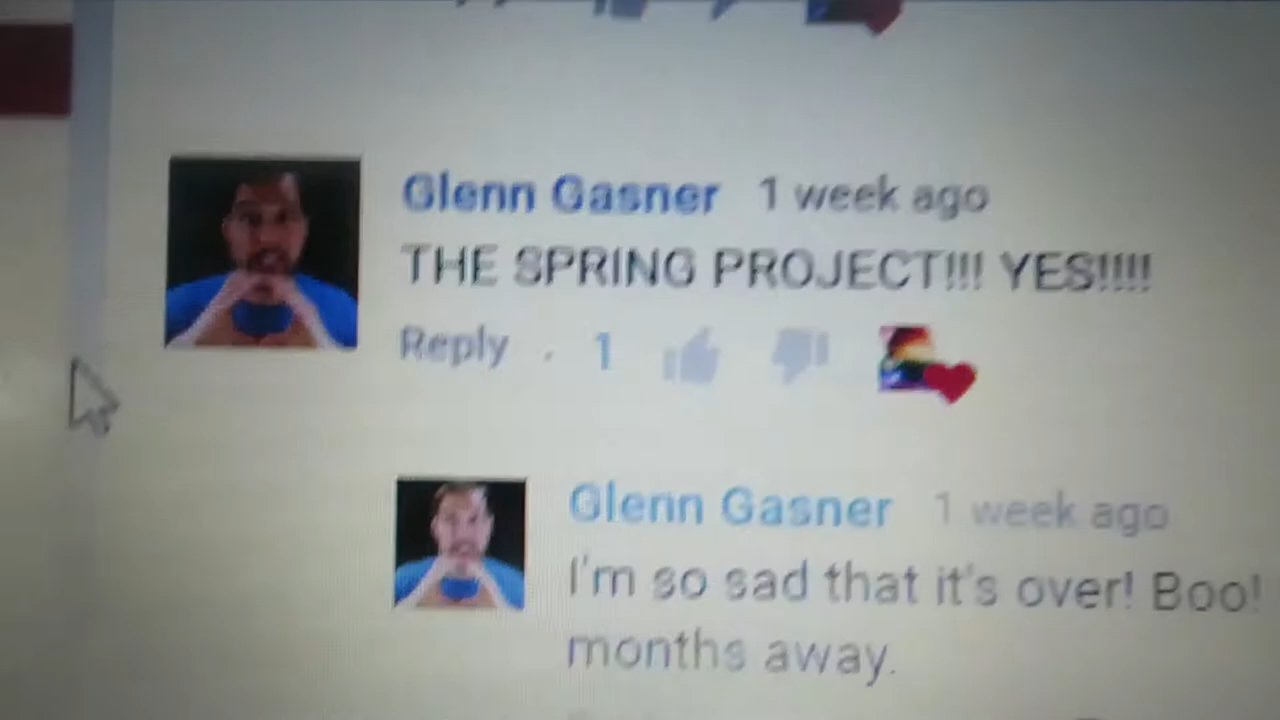 Glenn Gasner 1 week ago
THE SPRING PROJECT!!! YES!!!!
Reply · 1
Glenn Gasner 1 week ago
I'm so sad that it's over! Boo!
months away.